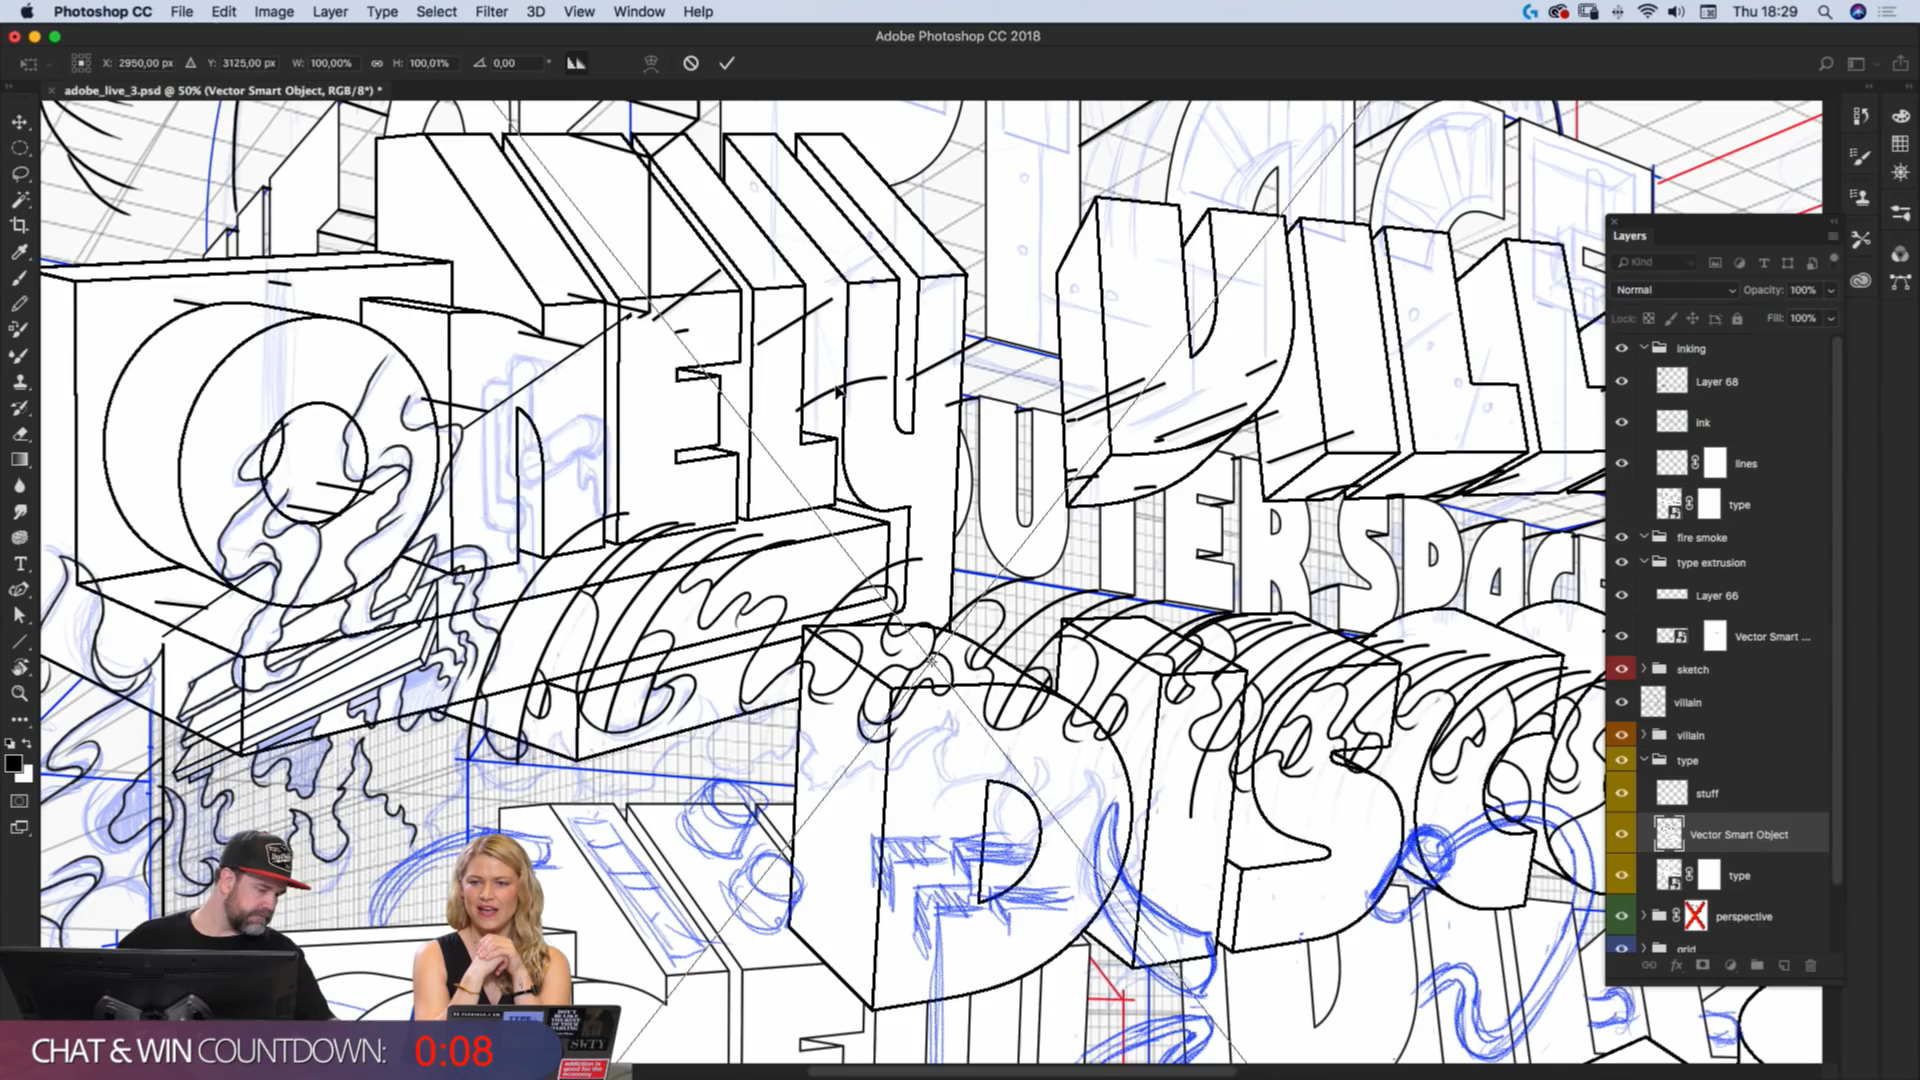 Photoshop CC File Edit Image Layer Type Select Filter 3D View Window Help
Thu 18:29
Adobe Photoshop CC 2018
X: 2950,00 px Y: 3125,00 px W: 100,00% H: 100,01% 0,00 °
adobe_live_3.psd @ 50% (Vector Smart Object, RGB/8*) *
Layers
Kind
Normal Opacity: 100%
Lock: Fill: 100%
inking
Layer 68
ink
lines
type
fire smoke
type extrusion
Layer 66
Vector Smart ...
sketch
villain
villain
type
stuff
Vector Smart Object
type
perspective
grid
OUTERSPACE
CHAT & WIN COUNTDOWN: 0:08